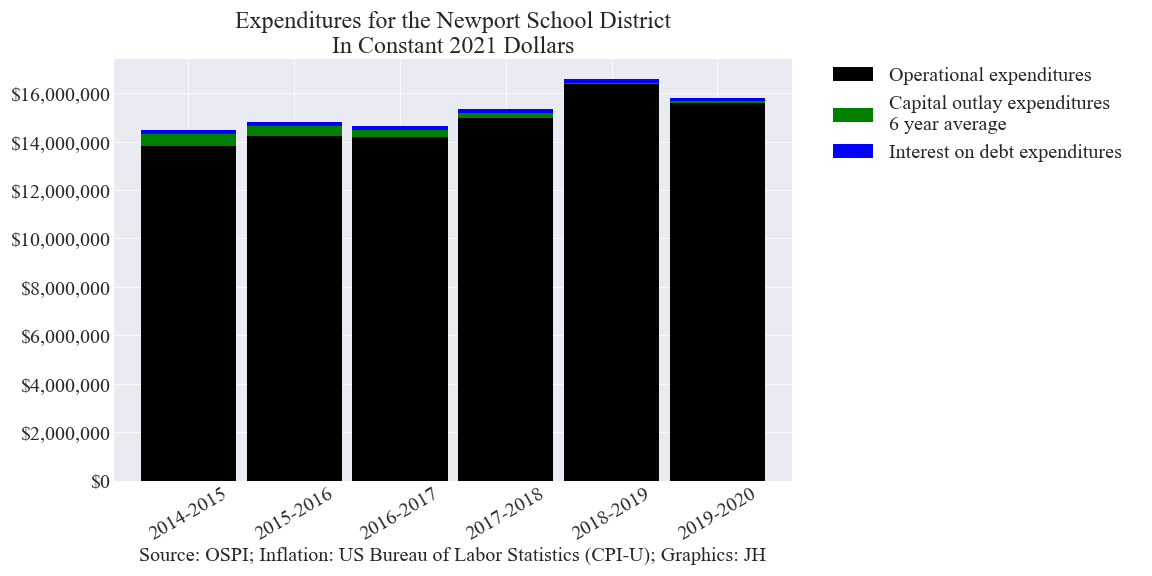 Expenditures for the Newport School District
In Constant 2021 Dollars
$16,000,000
$14,000,000
$12,000,000
$10,000,000
$8,000,000
$6,000,000
$4,000,000
$2,000,000
$0
2014-2015
2015-2016
2016-2017
2017-2018
2018-2019
2019-2020
Source: OSPI; Inflation: US Bureau of Labor Statistics (CPI-U); Graphics: JH
Operational expenditures
Capital outlay expenditures
6 year average
Interest on debt expenditures